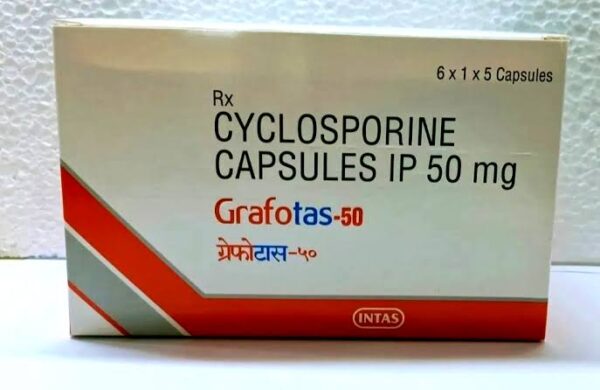 6 x 1 x 5 Capsules
Rx
CYCLOSPORINE
CAPSULES IP 50 mg
Grafotas-50
ग्रेफोटास-५०
INTAS